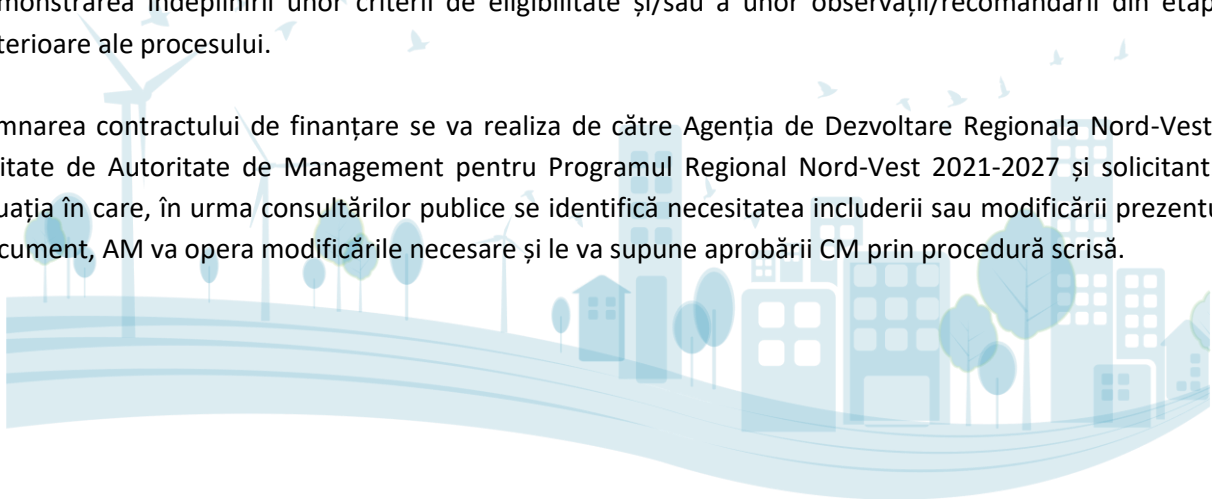 monstrarea îndeplinirii unor criterii de eligibilitate și/sau a unor observații/recomandării din etap
terioare ale procesului.
mnarea contractului de finanțare se va realiza de către Agenția de Dezvoltare Regionala Nord-Vest
itate de Autoritate de Management pentru Programul Regional Nord-Vest 2021-2027 și solicitant
uația în care, în urma consultărilor publice se identifică necesitatea includerii sau modificării prezentu
cument, AM va opera modificările necesare și le va supune aprobării CM prin procedură scrisă.